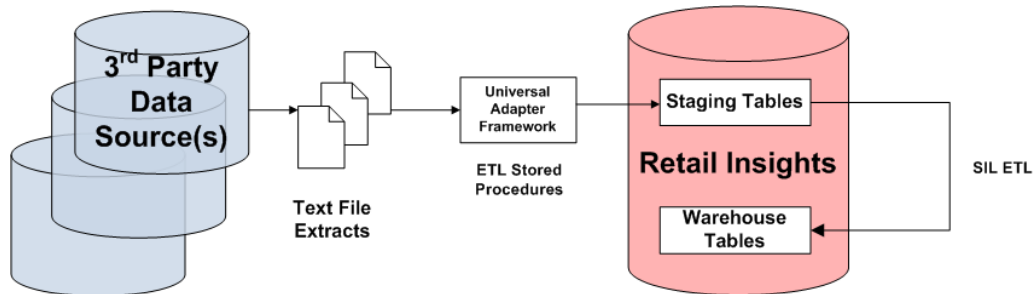 3rd Party
Data
Source(s)
Text File
Extracts
Universal
Adapter
Framework
ETL Stored
Procedures
Staging Tables
Retail Insights
Warehouse
Tables
SIL ETL